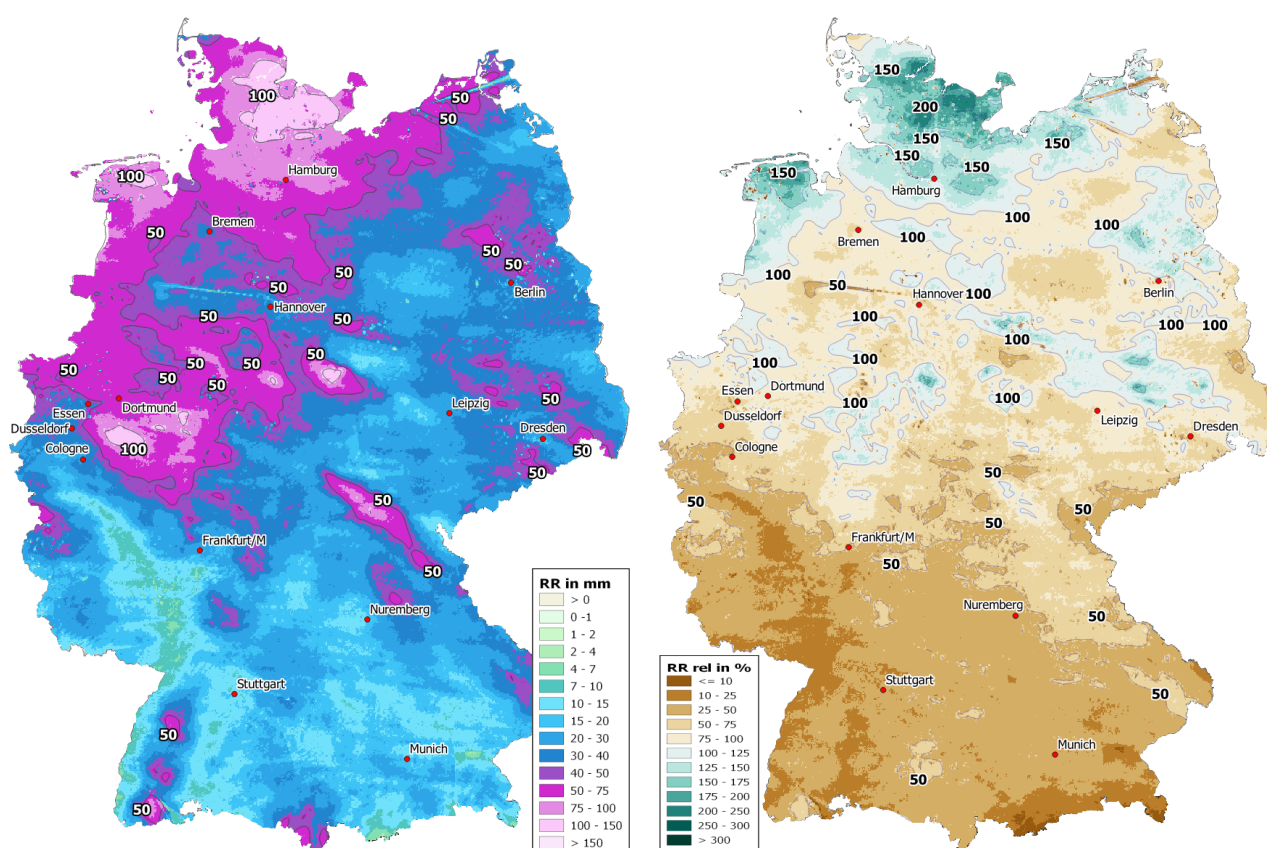 100
50
50
100
Hamburg
Bremen
50
50
50
50
50
Berlin
Hannover
50
50
50
50
50
50
50
50
Essen
Dortmund
Dusseldorf
Cologne
100
Leipzig
50
Dresden
50
50
50
Frankfurt/M
50
Nuremberg
Stuttgart
50
Munich
50
RR in mm
> 0
0 -1
1 - 2
2 - 4
4 - 7
7 - 10
10 - 15
15 - 20
20 - 30
30 - 40
40 - 50
50 - 75
75 - 100
100 - 150
> 150
150
200
150
150
150
150
150
Hamburg
100
100
Bremen
100
100
50
Hannover
100
Berlin
100
100
100
100
100
100
100
Essen
Dortmund
100
100
Dusseldorf
Cologne
Leipzig
Dresden
50
50
50
50
Frankfurt/M
50
Nuremberg
50
Stuttgart
50
Munich
50
RR rel in %
<= 10
10 - 25
25 - 50
50 - 75
75 - 100
100 - 125
125 - 150
150 - 175
175 - 200
200 - 250
250 - 300
> 300